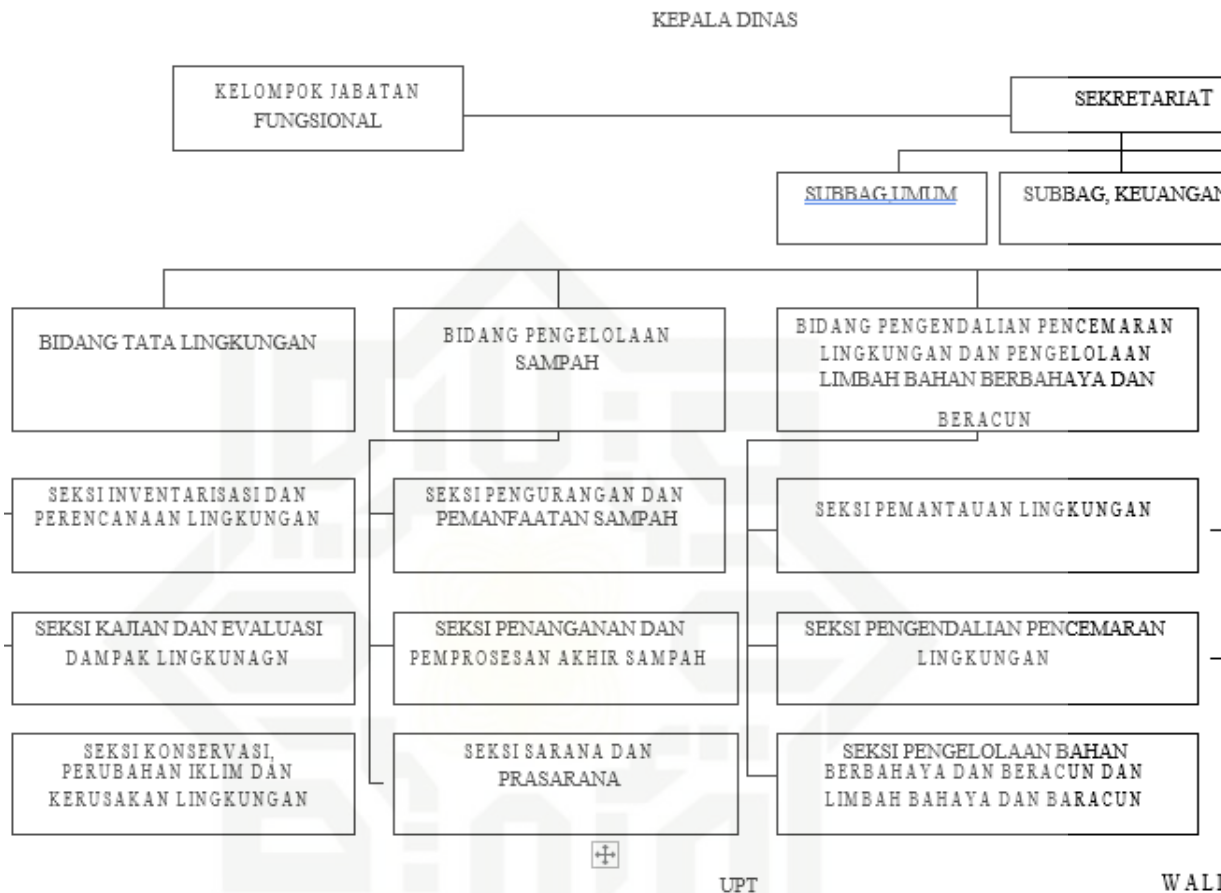 KEPALA DINAS
KELOMPOK JABATAN
FUNGSIONAL
SEKRETARIAT
SUBBAG,UMUM
SUBBAG, KEUANGAN
BIDANG TATA LINGKUNGAN
BIDANG PENGELOLAAN
SAMPAH
BIDANG PENGENDALIAN PENCEMARAN
LINGKUNGAN DAN PENGELOLAAN
LIMBAH BAHAN BERBAHAYA DAN
BERACUN
SEKSI INVENTARISASI DAN
PERENCANAAN LINGKUNGAN
SEKSI PENGURANGAN DAN
PEMANFAATAN SAMPAH
SEKSI PEMANTAUAN LINGKUNGAN
SEKSI KAJIAN DAN EVALUASI
DAMPAK LINGKUNAGN
SEKSI PENANGANAN DAN
PEMPROSESAN AKHIR SAMPAH
SEKSI PENGENDALIAN PENCEMARAN
LINGKUNGAN
SEKSI KONSERVASI,
PERUBAHAN IKLIM DAN
KERUSAKAN LINGKUNGAN
SEKSI SARANA DAN
PRASARANA
SEKSI PENGELOLAAN BAHAN
BERBAHAYA DAN BERACUN DAN
LIMBAH BAHAYA DAN BARACUN
UPT